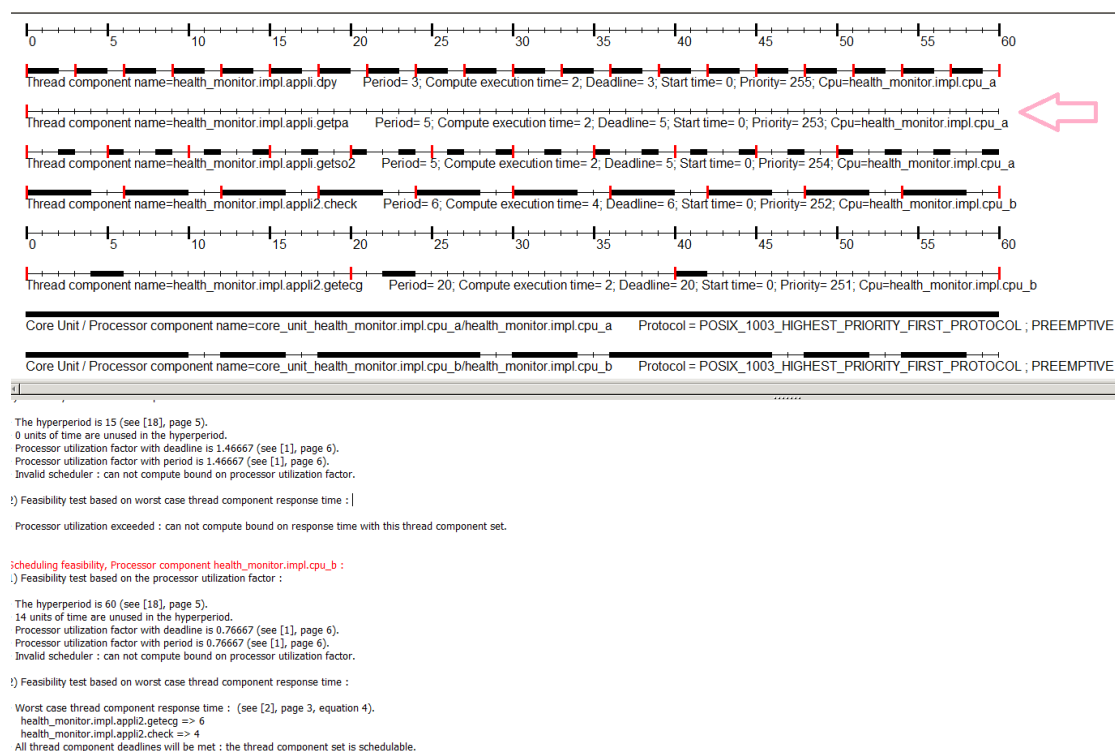 0 5 10 15 20 25 30 35 40 45 50 55 60
Thread component name=health_monitor.impl.appli.dpy Period= 3; Compute execution time= 2; Deadline= 3; Start time= 0; Priority= 255; Cpu=health_monitor.impl.cpu_a
Thread component name=health_monitor.impl.appli.getpa Period= 5; Compute execution time= 2; Deadline= 5; Start time= 0; Priority= 253; Cpu=health_monitor.impl.cpu_a
Thread component name=health_monitor.impl.appli.getso2 Period= 5; Compute execution time= 2; Deadline= 5; Start time= 0; Priority= 254; Cpu=health_monitor.impl.cpu_a
Thread component name=health_monitor.impl.appli2.check Period= 6; Compute execution time= 4; Deadline= 6; Start time= 0; Priority= 252; Cpu=health_monitor.impl.cpu_b
0 5 10 15 20 25 30 35 40 45 50 55 60
Thread component name=health_monitor.impl.appli2.getecg Period= 20; Compute execution time= 2; Deadline= 20; Start time= 0; Priority= 251; Cpu=health_monitor.impl.cpu_b
Core Unit / Processor component name=core_unit_health_monitor.impl.cpu_a/health_monitor.impl.cpu_a Protocol = POSIX_1003_HIGHEST_PRIORITY_FIRST_PROTOCOL ; PREEMPTIVE
Core Unit / Processor component name=core_unit_health_monitor.impl.cpu_b/health_monitor.impl.cpu_b Protocol = POSIX_1003_HIGHEST_PRIORITY_FIRST_PROTOCOL ; PREEMPTIVE
The hyperperiod is 15 (see [18], page 5).
0 units of time are unused in the hyperperiod.
Processor utilization factor with deadline is 1.46667 (see [1], page 6).
Processor utilization factor with period is 1.46667 (see [1], page 6).
Invalid scheduler : can not compute bound on processor utilization factor.
2) Feasibility test based on worst case thread component response time :
Processor utilization exceeded : can not compute bound on response time with this thread component set.
Scheduling feasibility, Processor component health_monitor.impl.cpu_b :
1) Feasibility test based on the processor utilization factor :
The hyperperiod is 60 (see [18], page 5).
14 units of time are unused in the hyperperiod.
Processor utilization factor with deadline is 0.76667 (see [1], page 6).
Processor utilization factor with period is 0.76667 (see [1], page 6).
Invalid scheduler : can not compute bound on processor utilization factor.
2) Feasibility test based on worst case thread component response time :
Worst case thread component response time : (see [2], page 3, equation 4).
health_monitor.impl.appli2.getecg => 6
health_monitor.impl.appli2.check => 4
All thread component deadlines will be met : the thread component set is schedulable.